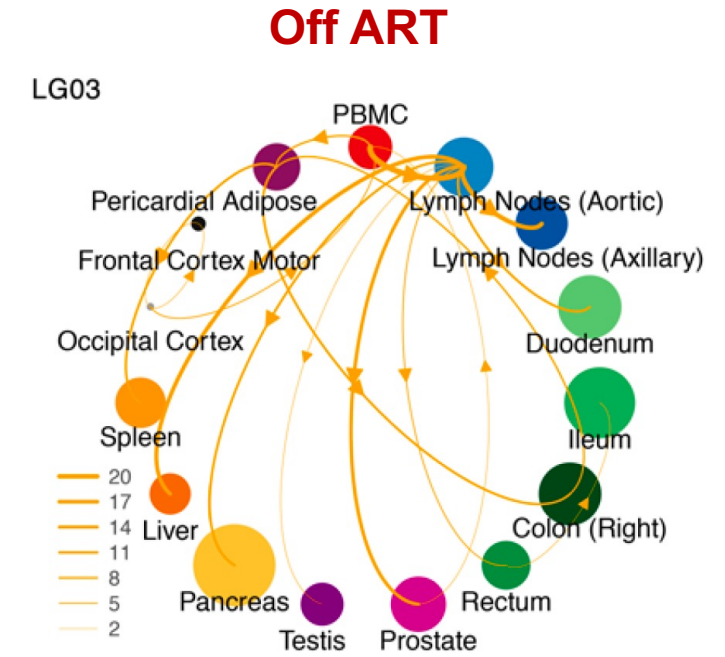 Off ART
LG03
PBMC
Pericardial Adipose
Lymph Nodes (Aortic)
Frontal Cortex Motor
Lymph Nodes (Axillary)
Occipital Cortex
Duodenum
Spleen
Ileum
20
17
14
11
8
5
2
Liver
Colon (Right)
Pancreas
Rectum
Testis
Prostate